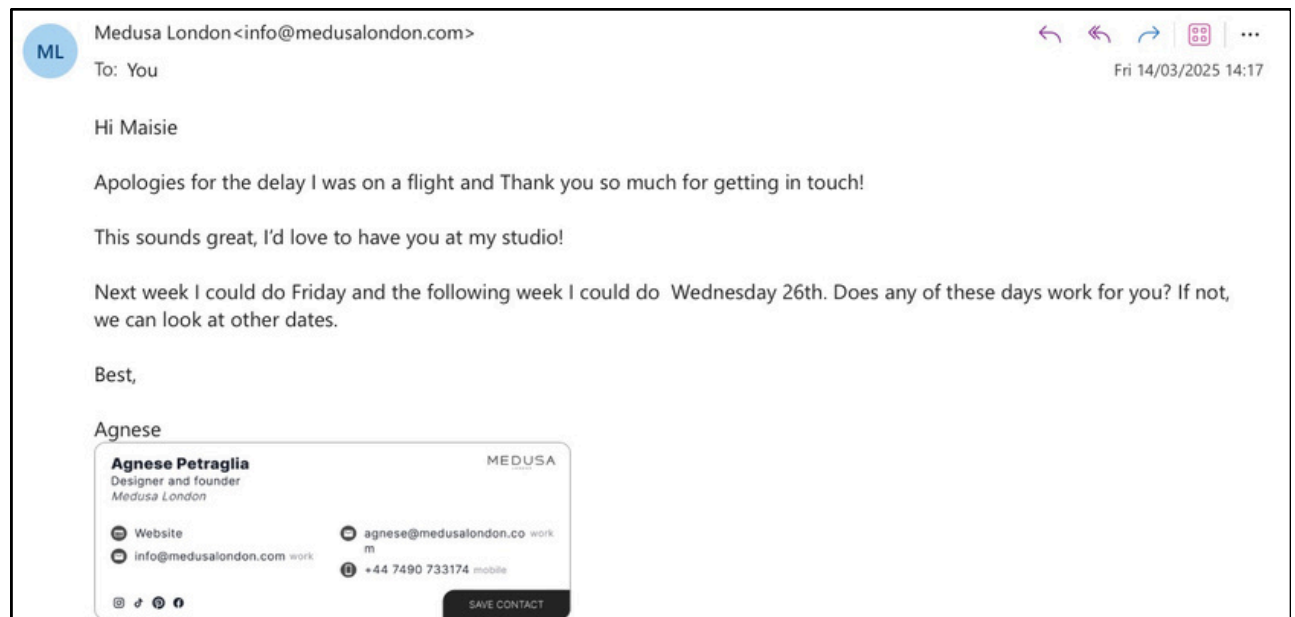 ML
Medusa London<info@medusalondon.com>
To: You
Fri 14/03/2025 14:17
Hi Maisie
Apologies for the delay I was on a flight and Thank you so much for getting in touch!
This sounds great, I'd love to have you at my studio!
Next week I could do Friday and the following week I could do  Wednesday 26th. Does any of these days work for you? If not,
we can look at other dates.
Best,
Agnese
Agnese Petraglia
MEDUSA
Designer and founder
Medusa London
Website
info@medusalondon.com work
agnese@medusalondon.co work
m
+44 7490 733174 mobile
SAVE CONTACT